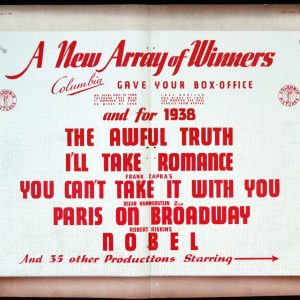 A New Array of Winners
Columbia GAVE YOUR BOX-OFFICE
and for 1938
THE AWFUL TRUTH
I'LL TAKE ROMANCE
FRANK CAPRA'S
YOU CAN'T TAKE IT WITH YOU
OSCAR HAMMERSTEIN 2nd
PARIS ON BROADWAY
ROBERT RISKIN'S
NOBEL
And 35 other Productions Starring